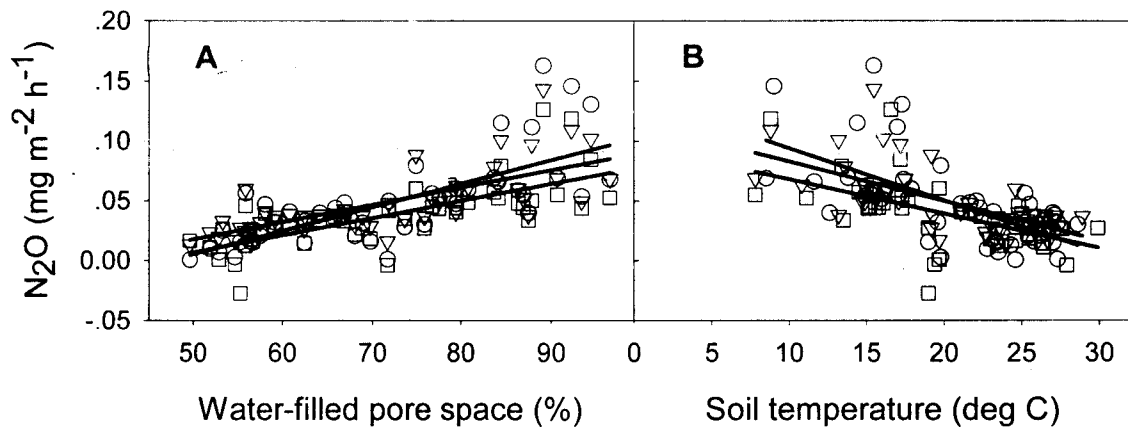 .20
.15
.10
.05
0.00
-.05
N₂O (mg m⁻² h⁻¹)
A
B
50 60 70 80 90 0 5 10 15 20 25 30
Water-filled pore space (%) Soil temperature (deg C)